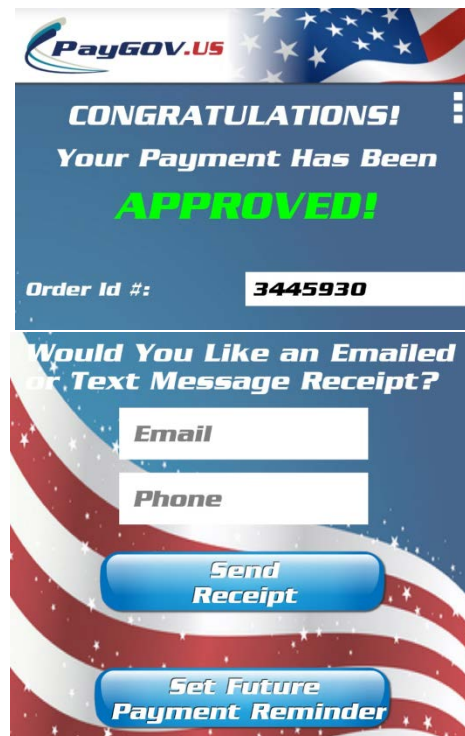 PayGOV.US
CONGRATULATIONS!
Your Payment Has Been
APPROVED!
Order Id #:	3445930
Would You Like an Emailed
or Text Message Receipt?
Email
Phone
Send
Receipt
Set Future
Payment Reminder